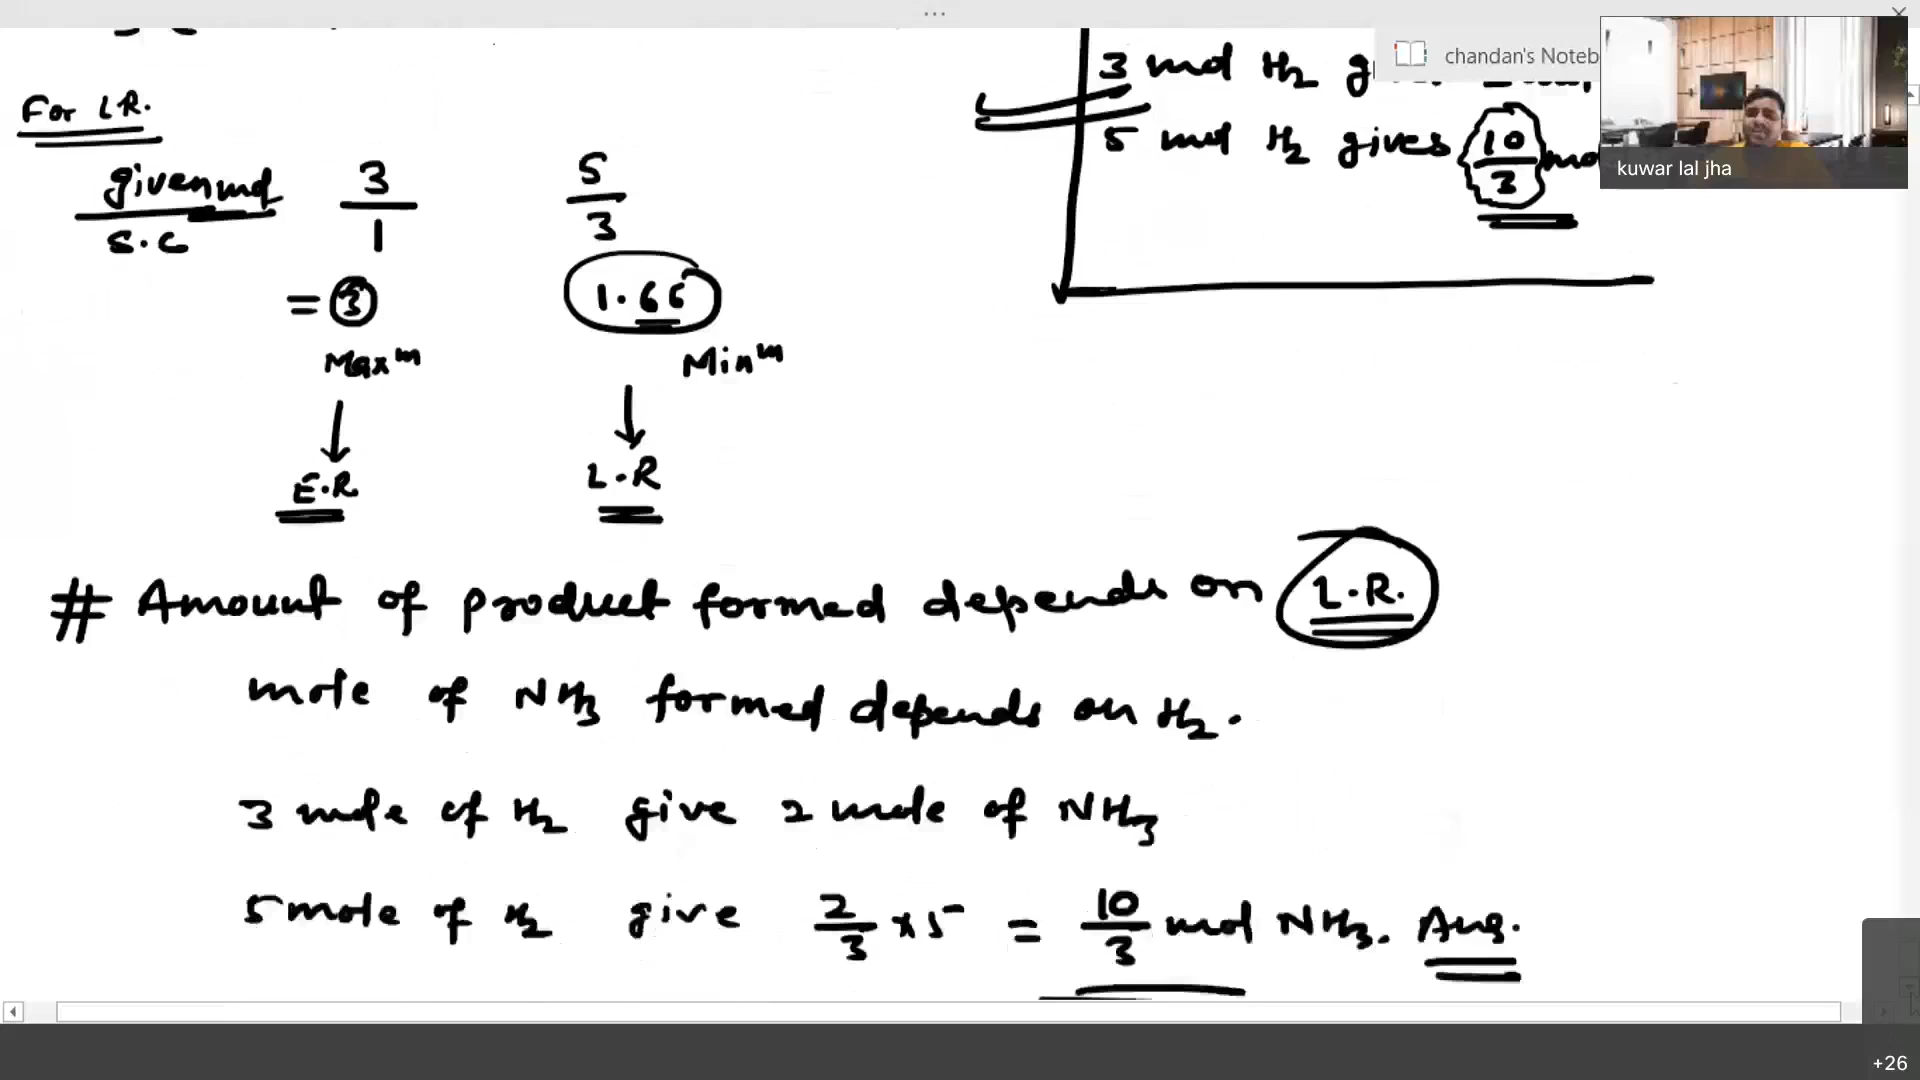 3 mol H2
chandan's Noteb
5 mol H2 gives 10/3 mo
kuwar lal jha
For L.R.
given mol / S.C 3/1 5/3
= 3 1.66
Maxm Minm
E.R. L.R
# Amount of product formed depends on L.R.
mole of NH3 formed depends on H2.
3 mole of H2 give 2 mole of NH3
5 mole of H2 give 2/3 x 5 = 10/3 mol NH3. Ans.
+26